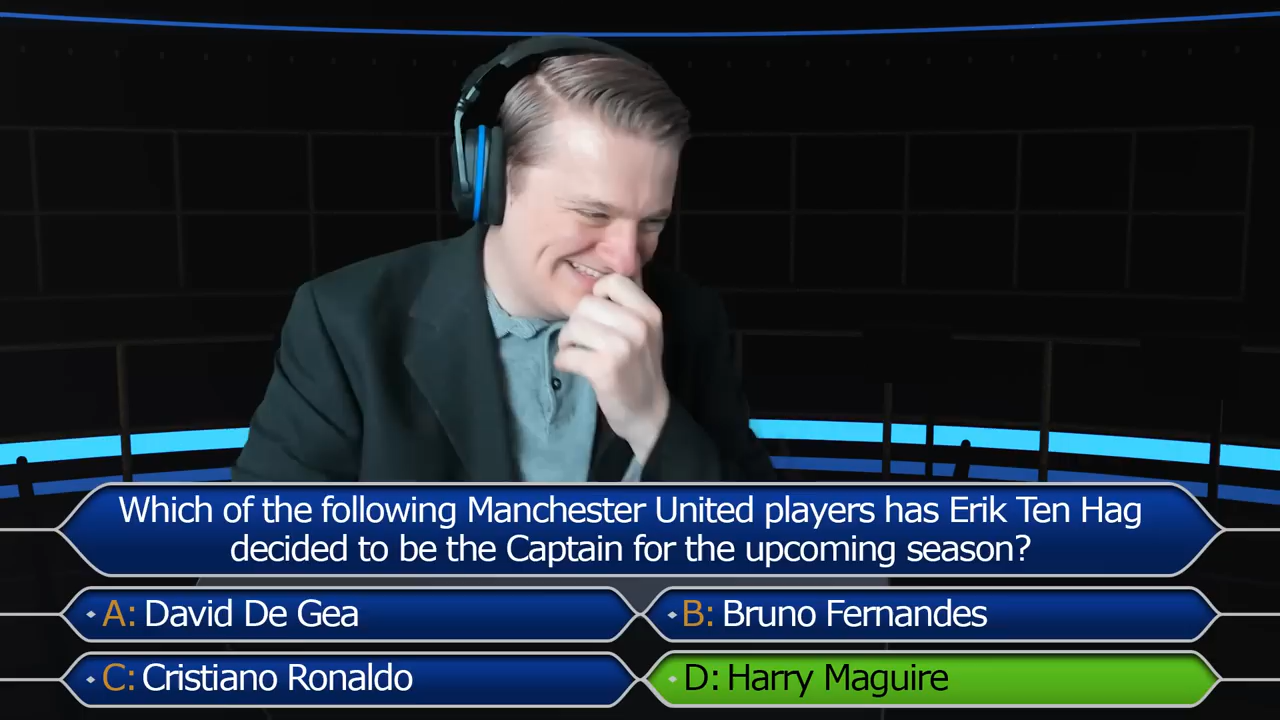 Which of the following Manchester United players has Erik Ten Hag
decided to be the Captain for the upcoming season?
A: David De Gea
B: Bruno Fernandes
C: Cristiano Ronaldo
D: Harry Maguire